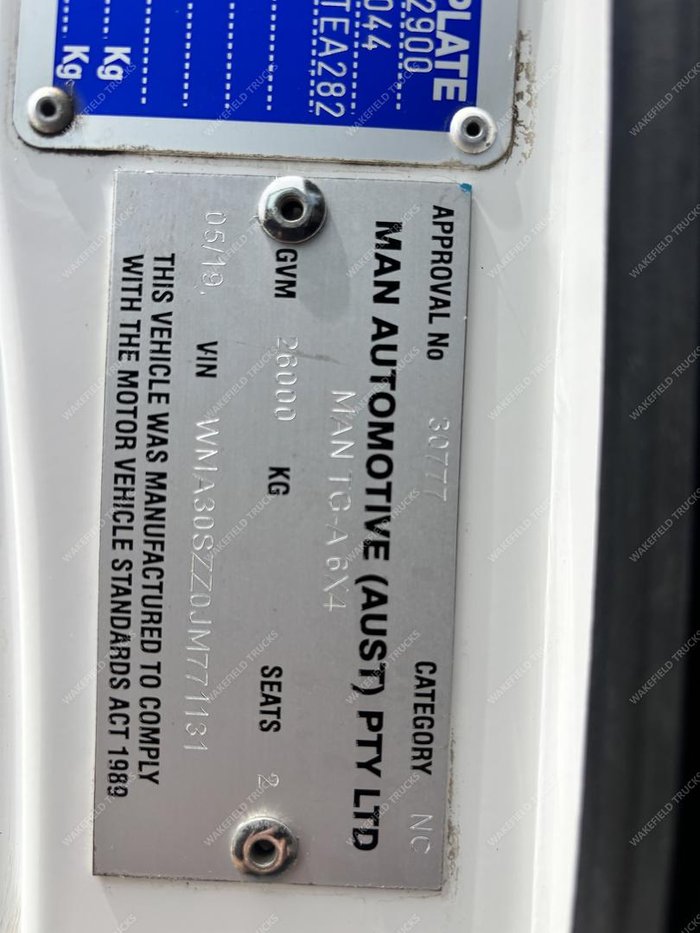 PLATE
2900
044
TEA282
Kg
Kg
APPROVAL No 30777 CATEGORY NC
MAN AUTOMOTIVE (AUST) PTY LTD
MAN TG-A 6X4
GVM 26000 KG SEATS 2
05/19. VIN WMA30SZZ0JM771131
THIS VEHICLE WAS MANUFACTURED TO COMPLY
WITH THE MOTOR VEHICLE STANDARDS ACT 1989
WAKEFIELD TRUCKS